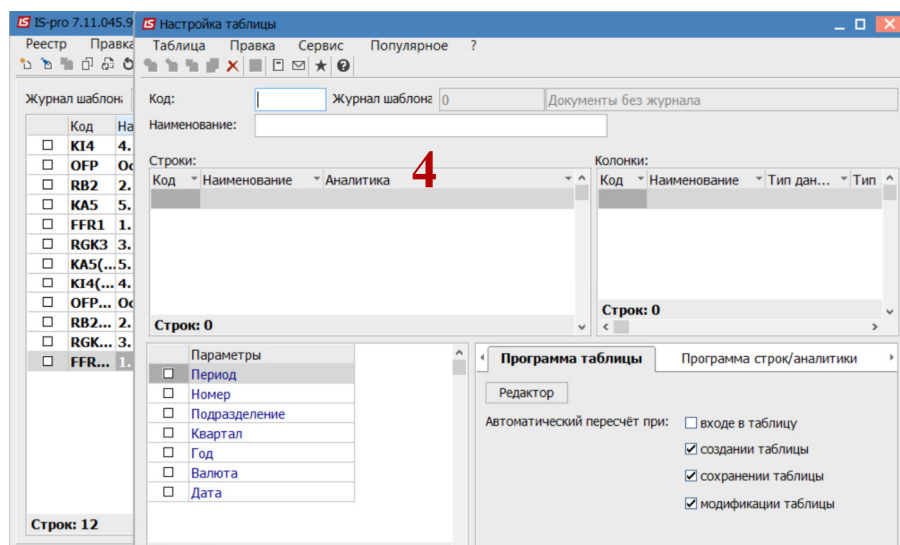 IS-pro 7.11.045.9
Реестр Правка
Журнал шаблон
Код На
KI4 4.
OFP Ос
RB2 2.
KA5 5.
FFR1 1.
RGK3 3.
KA5(... 5.
KI4(... 4.
OFP... Ос
RB2... 2.
RGK... 3.
FFR... 1.
Строк: 12
Настройка таблицы
Таблица Правка Сервис Популярное ?
Код: Журнал шаблона 0 Документы без журнала
Наименование:
4
Строки:
Код Наименование Аналитика
Строк: 0
Колонки:
Код Наименование Тип дан... Тип
Строк: 0
Параметры
Период
Номер
Подразделение
Квартал
Год
Валюта
Дата
Программа таблицы Программа строк/аналитики
Редактор
Автоматический пересчёт при:
входе в таблицу
создании таблицы
сохранении таблицы
модификации таблицы